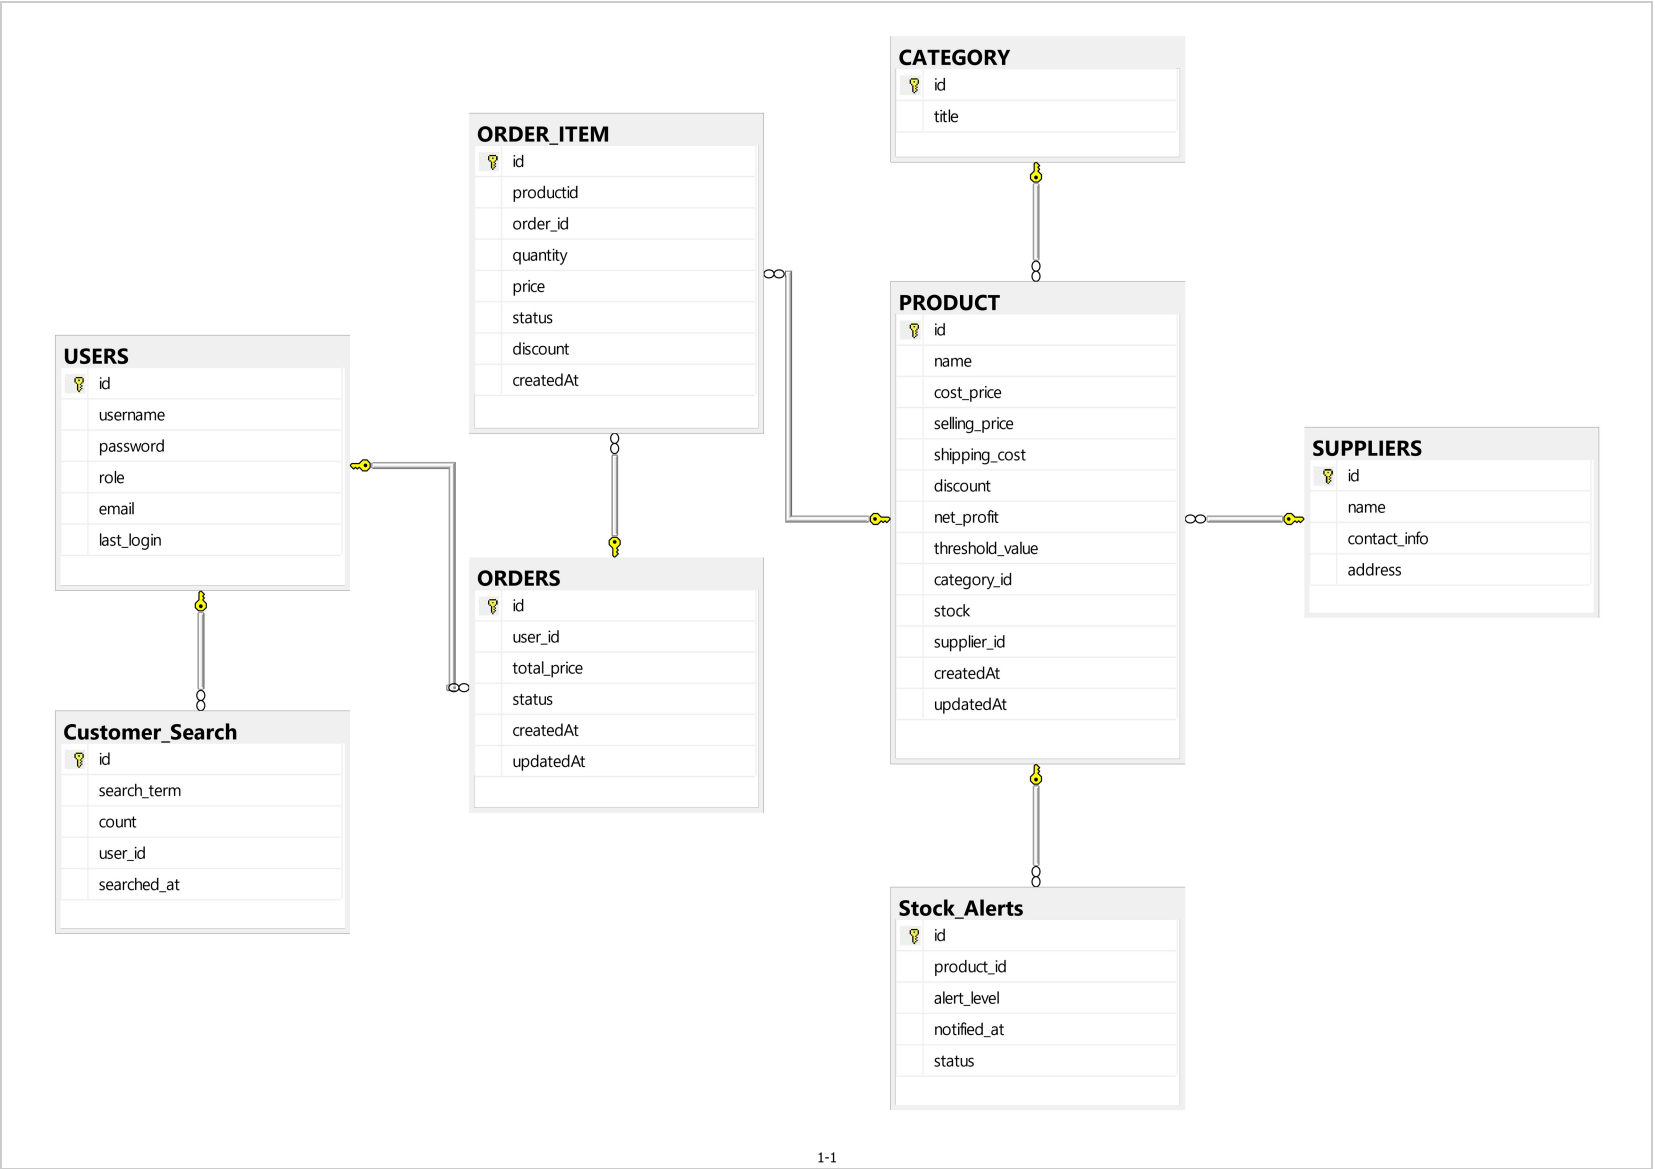 CATEGORY
id
title
ORDER_ITEM
id
productid
order_id
quantity
price
status
discount
createdAt
PRODUCT
id
name
cost_price
selling_price
shipping_cost
discount
net_profit
threshold_value
category_id
stock
supplier_id
createdAt
updatedAt
USERS
id
username
password
role
email
last_login
SUPPLIERS
id
name
contact_info
address
ORDERS
id
user_id
total_price
status
createdAt
updatedAt
Customer_Search
id
search_term
count
user_id
searched_at
Stock_Alerts
id
product_id
alert_level
notified_at
status
1-1